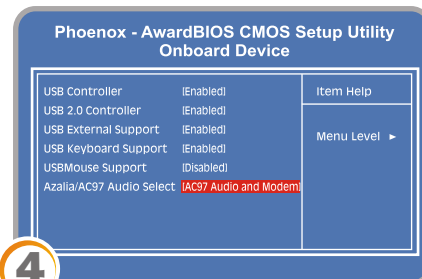 Phoenox - AwardBIOS CMOS Setup Utility
Onboard Device
USB Controller [Enabled]
USB 2.0 Controller [Enabled]
USB External Support [Enabled]
USB Keyboard Support [Enabled]
USBMouse Support [Disabled]
Azalia/AC97 Audio Select [AC97 Audio and Modem]
Item Help
Menu Level ►
4